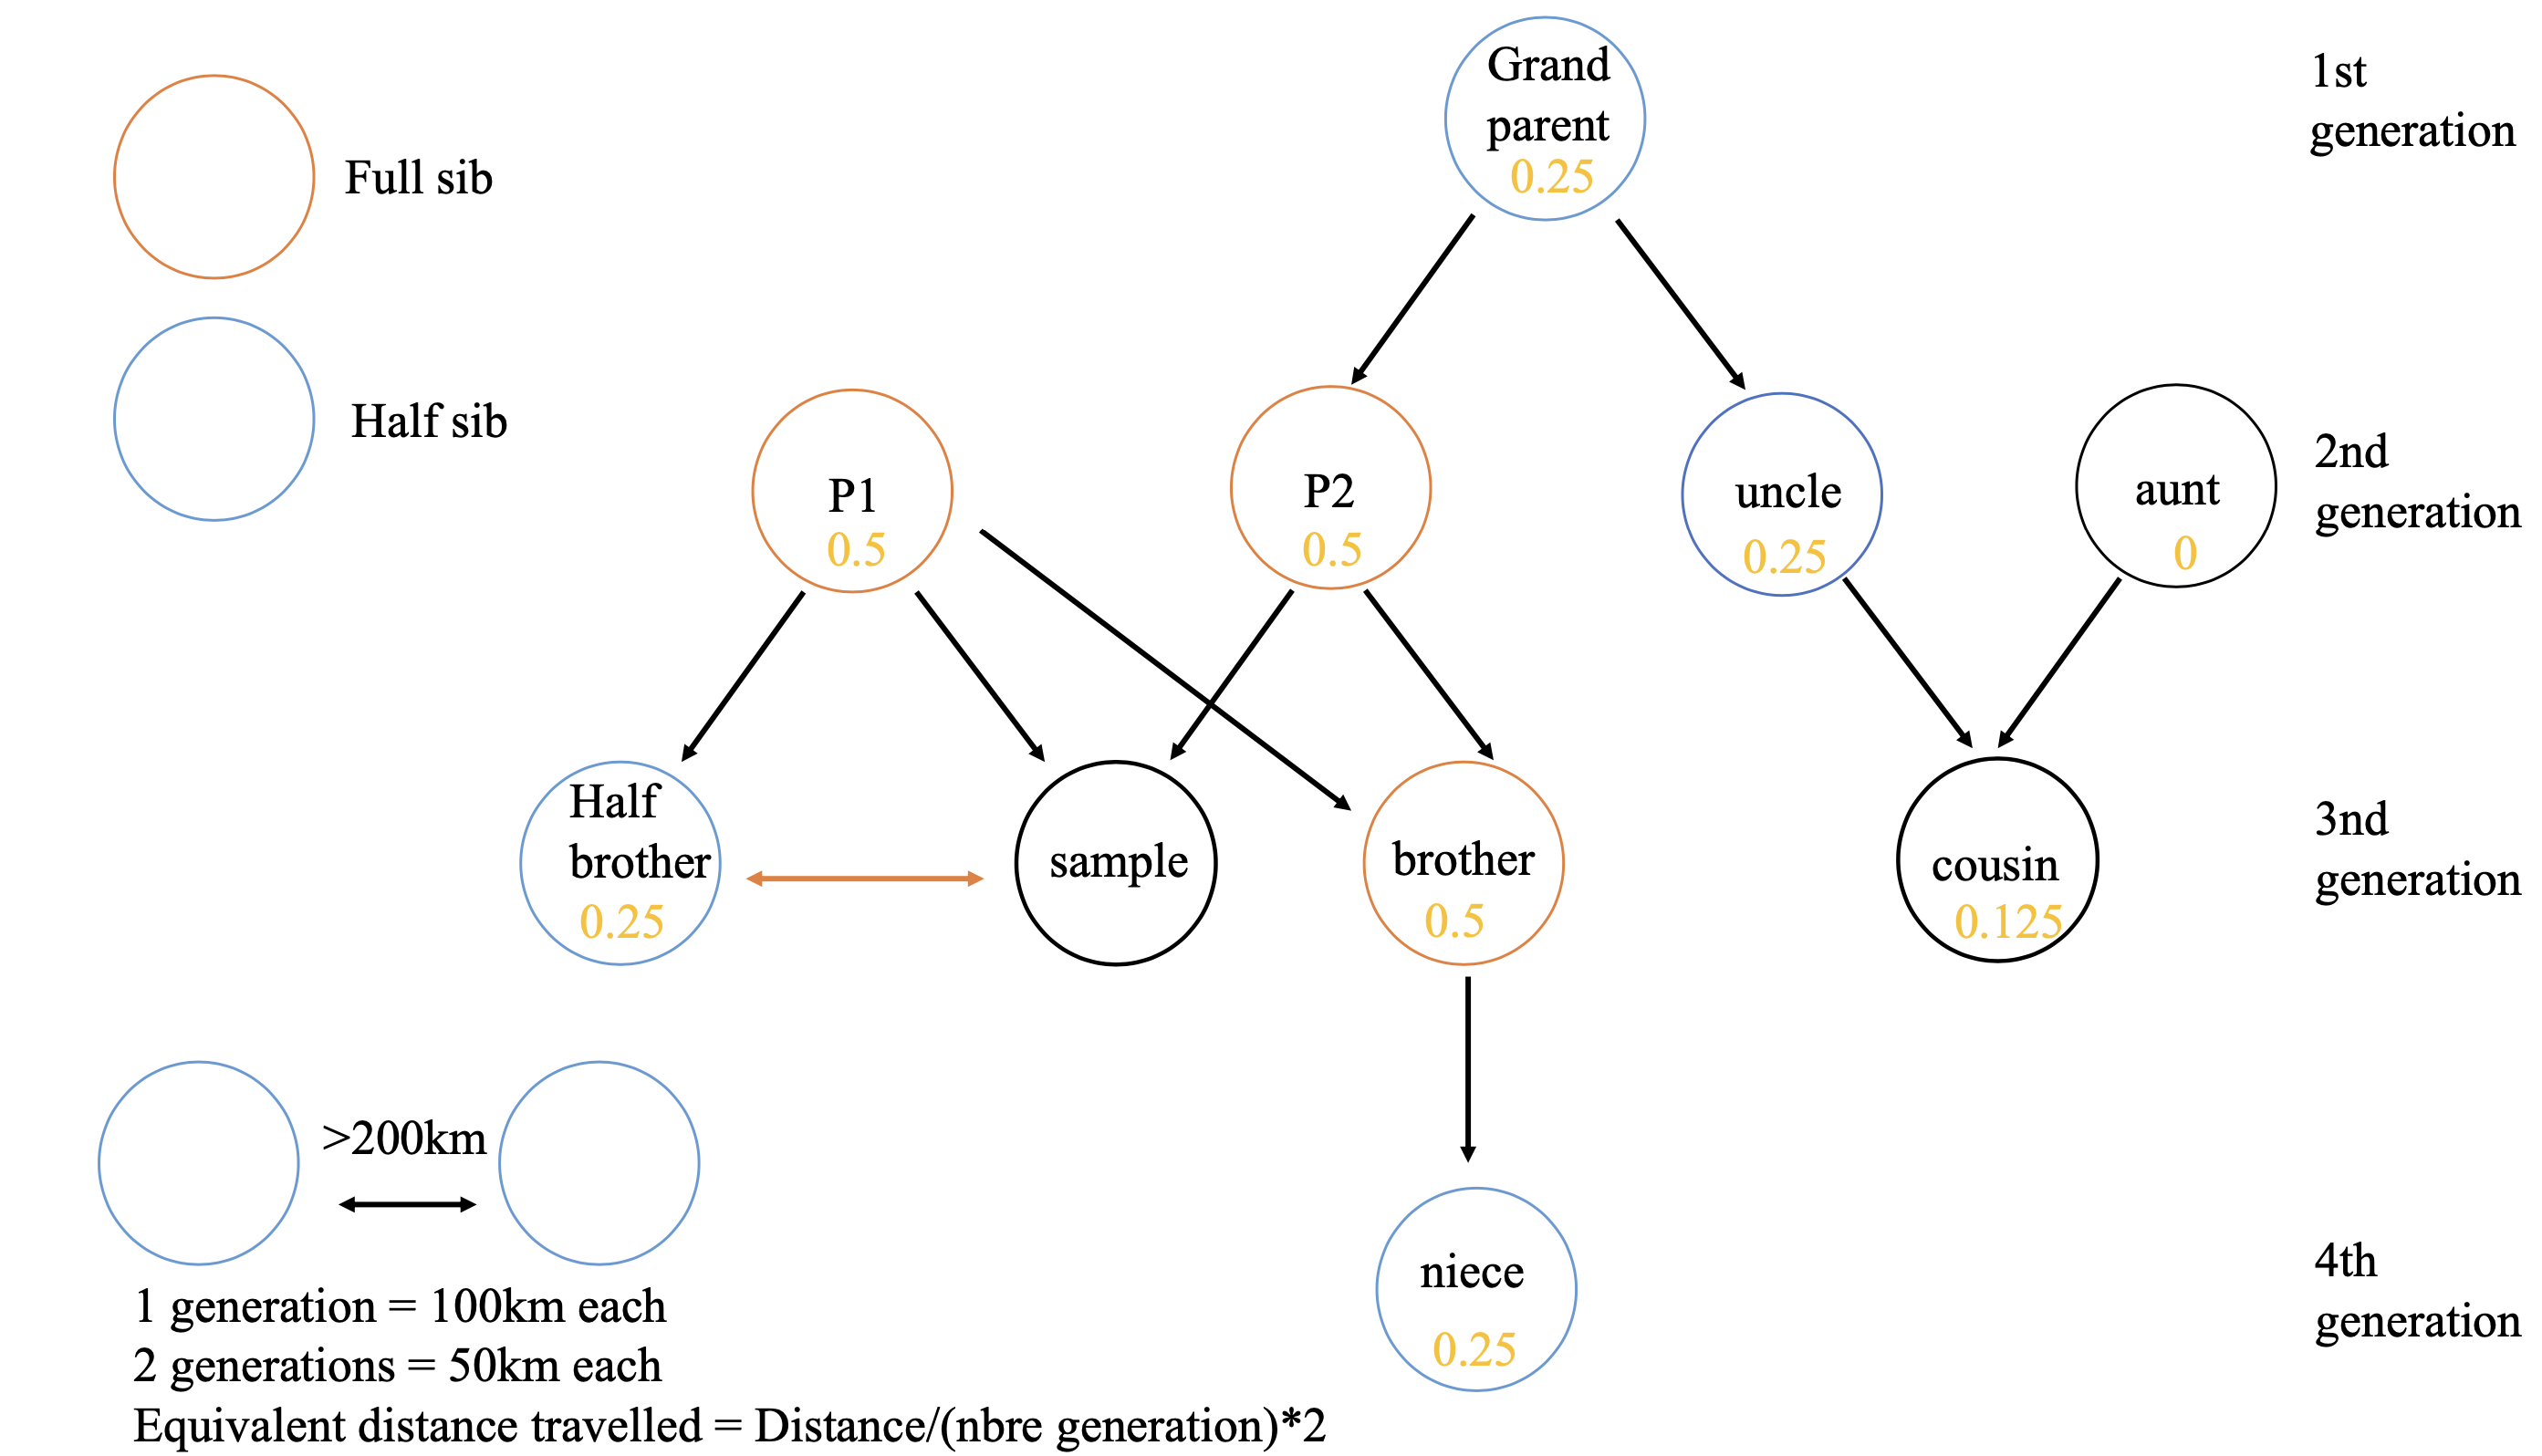 Grand
parent
0.25
1st
generation
Full sib
Half sib
P1
0.5
P2
0.5
uncle
0.25
aunt
0
2nd
generation
Half
brother
0.25
sample
brother
0.5
cousin
0.125
3nd
generation
>200km
niece
0.25
4th
generation
1 generation = 100km each
2 generations = 50km each
Equivalent distance travelled = Distance/(nbre generation)*2